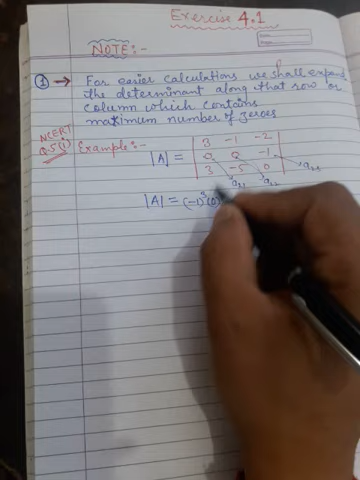 Exercise 4.1
NOTE:-
① → For easier calculations we shall expand
the determinant along that row or
column which contains
maximum number of zeroes
NCERT
Q.5(i)
Example:-
|A| = | 3 -1 -2 |
| 0 0 -1 |
| 3 -5 0 |
a₂₁ a₂₂ a₂₃
|A| = (-1)³(0)